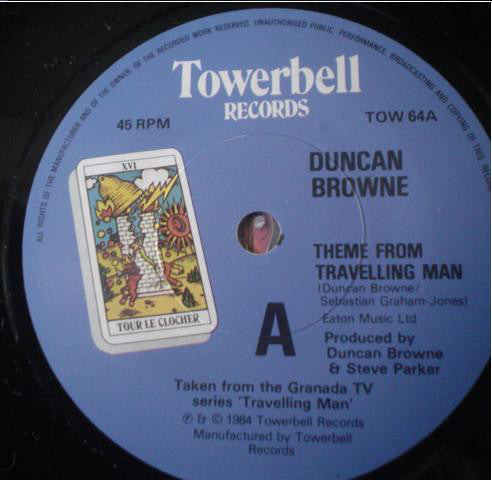 ALL RIGHTS OF THE MANUFACTURER AND OF THE OWNER OF THE RECORDED WORK RESERVED. UNAUTHORISED PUBLIC PERFORMANCE, BROADCASTING AND COPYING OF THIS RECORD
Towerbell
RECORDS
45 RPM
TOW 64A
DUNCAN
BROWNE
XVI
TOUR LE CLOCHER
THEME FROM
TRAVELLING MAN
(Duncan Browne/
Sebastian Graham-Jones)
Eaton Music Ltd
A
Produced by
Duncan Browne
& Steve Parker
Taken from the Granada TV
series 'Travelling Man'
℗ & © 1984 Towerbell Records
Manufactured by Towerbell
Records